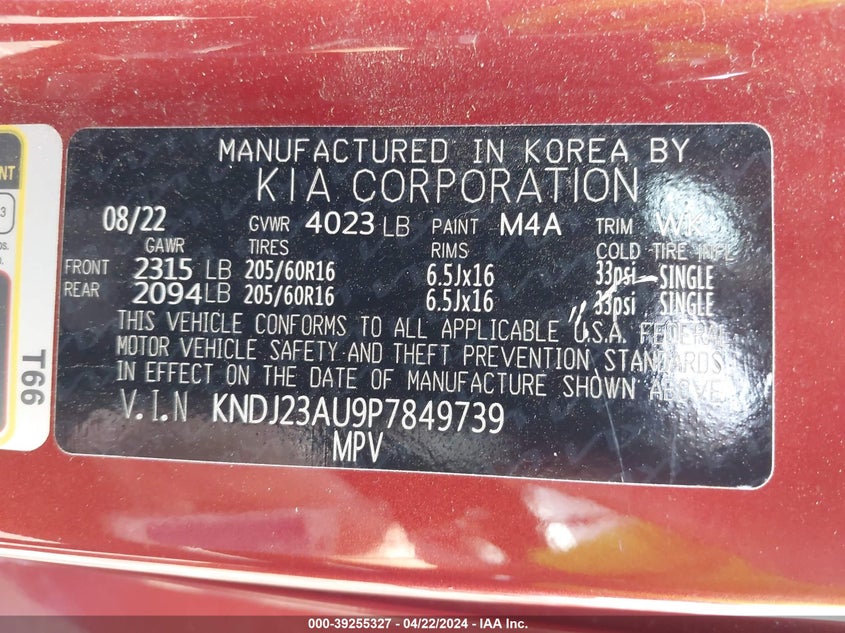 MANUFACTURED IN KOREA BY
KIA CORPORATION
08/22 GVWR 4023 LB PAINT M4A TRIM WK
GAWR TIRES RIMS COLD TIRE INFL
FRONT 2315 LB 205/60R16 6.5Jx16 33psi SINGLE
REAR 2094 LB 205/60R16 6.5Jx16 33psi SINGLE
THIS VEHICLE CONFORMS TO ALL APPLICABLE U.S.A. FEDERAL
MOTOR VEHICLE SAFETY AND THEFT PREVENTION STANDARDS
IN EFFECT ON THE DATE OF MANUFACTURE SHOWN ABOVE.
V.I.N KNDJ23AU9P7849739
MPV
T66
000-39255327 - 04/22/2024 - IAA Inc.